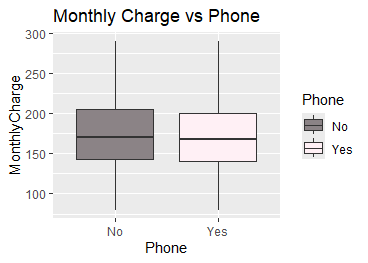 Monthly Charge vs Phone
300
250
200
150
100
MonthlyCharge
No
Yes
Phone
Phone
No
Yes